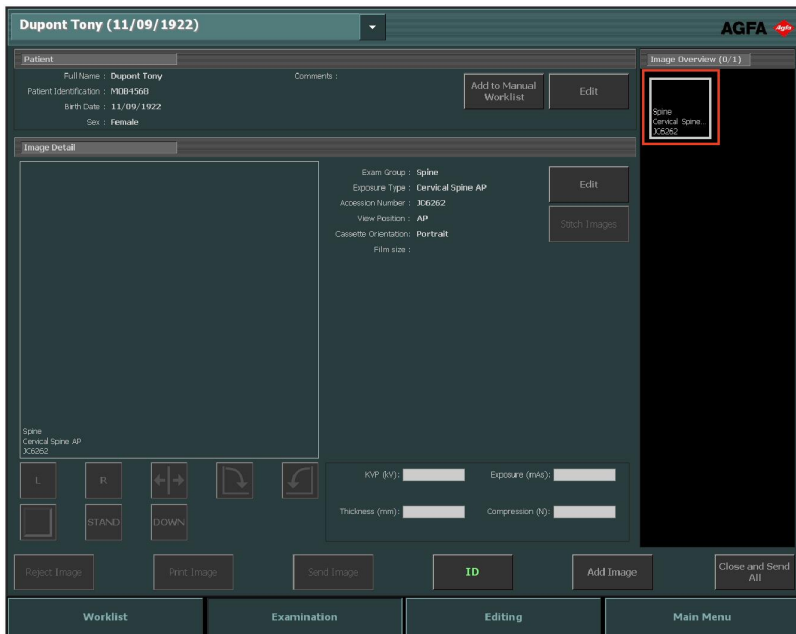 Dupont Tony (11/09/1922)
AGFA
Agfa
Patient
Full Name : Dupont Tony
Patient Identification : MOB456B
Birth Date : 11/09/1922
Sex : Female
Comments :
Add to Manual
Worklist
Edit
Image Overview (0/1)
Spine
Cervical Spine...
JC6262
Image Detail
Spine
Cervical Spine AP
JC6262
Exam Group : Spine
Exposure Type : Cervical Spine AP
Accession Number : JC6262
View Position : AP
Cassette Orientation: Portrait
Film size :
Edit
Stitch Images
L
R
STAND
DOWN
KVP (kV):
Exposure (mAs):
Thickness (mm):
Compression (N):
Reject Image
Print Image
Send Image
ID
Add Image
Close and Send
All
Worklist
Examination
Editing
Main Menu